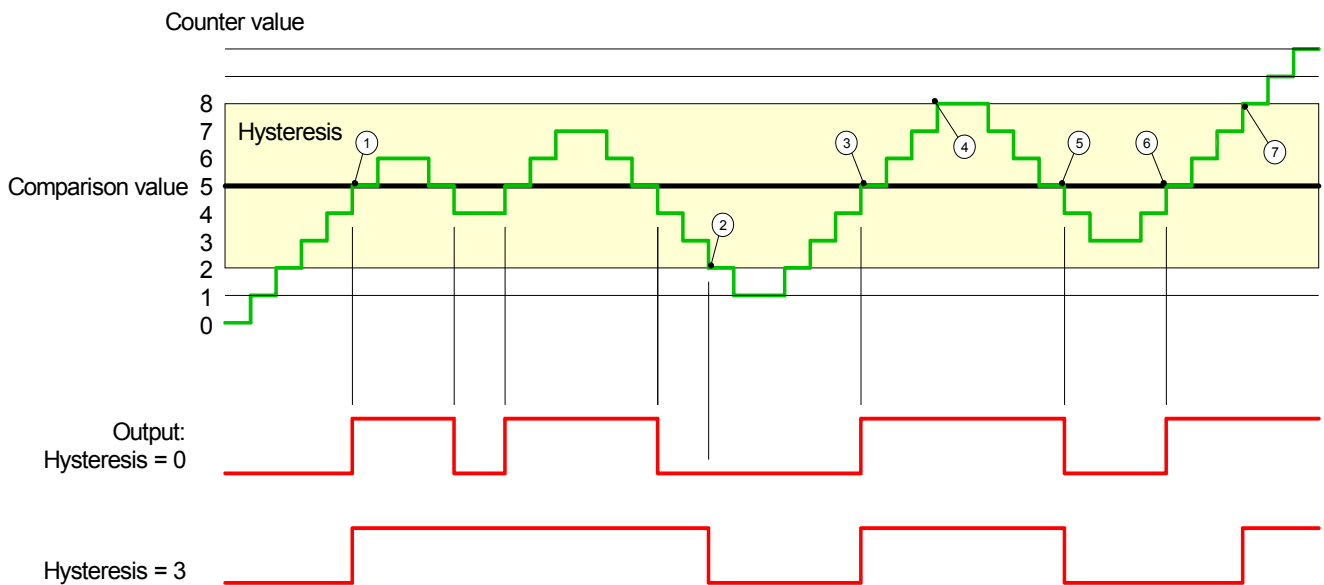 Counter value
8
7
Hysteresis
1
6
3
4
5
6
7
Comparison value 5
4
3
2
2
1
0
Output:
Hysteresis = 0
Hysteresis = 3